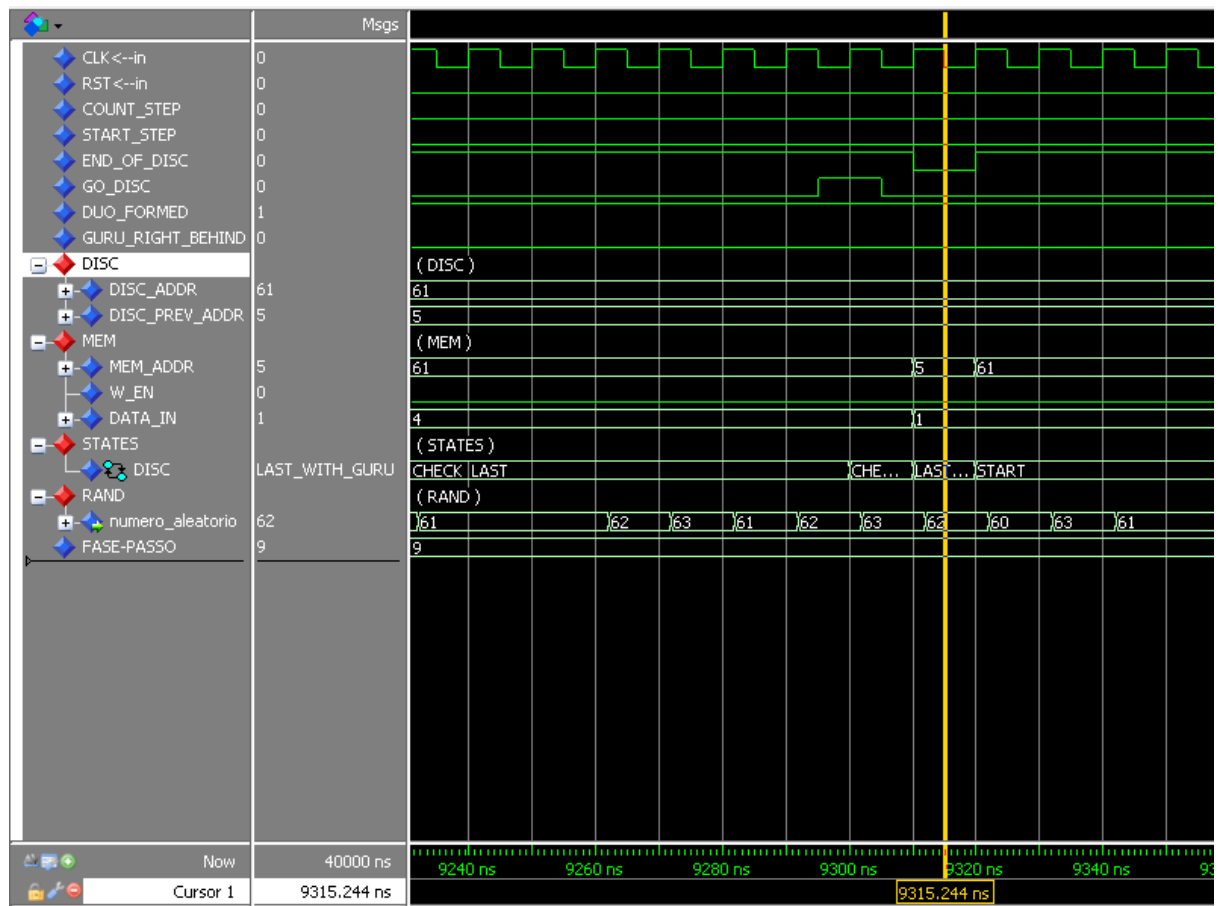 Msgs
CLK<--in 0
RST<--in 0
COUNT_STEP 0
START_STEP 0
END_OF_DISC 0
GO_DISC 0
DUO_FORMED 1
GURU_RIGHT_BEHIND 0
DISC ( DISC )
DISC_ADDR 61 61
DISC_PREV_ADDR 5 5
MEM ( MEM )
MEM_ADDR 5 61 5 61
W_EN 0
DATA_IN 1 4 1
STATES ( STATES )
DISC LAST_WITH_GURU CHECK LAST CHE... LAS... START
RAND ( RAND )
numero_aleatorio 62 61 62 63 61 62 63 62 60 63 61
FASE-PASSO 9 9
Now 40000 ns 9240 ns 9260 ns 9280 ns 9300 ns 9320 ns 9340 ns
Cursor 1 9315.244 ns 9315.244 ns